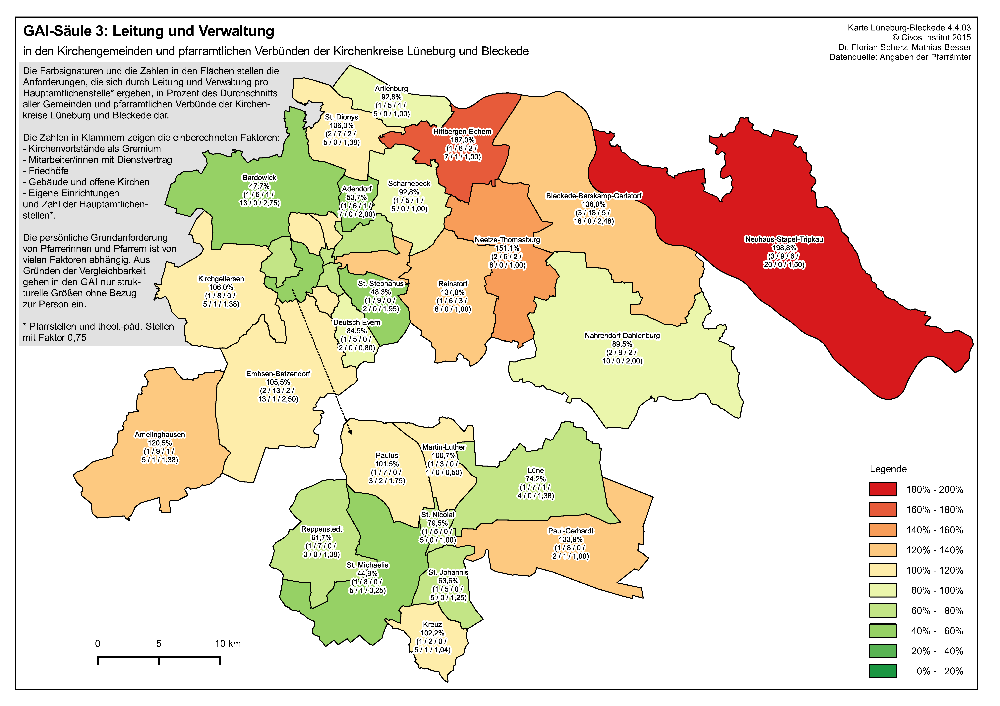 GAI-Säule 3: Leitung und Verwaltung
in den Kirchengemeinden und pfarramtlichen Verbünden der Kirchenkreise Lüneburg und Bleckede
Karte Lüneburg-Bleckede 4.4.03
© Civos Institut 2015
Dr. Florian Scherz, Mathias Besser
Datenquelle: Angaben der Pfarrämter
Die Farbsignaturen und die Zahlen in den Flächen stellen die
Anforderungen, die sich durch Leitung und Verwaltung pro
Hauptamtlichenstelle* ergeben, in Prozent des Durchschnitts
aller Gemeinden und pfarramtlichen Verbünde der Kirchen-
kreise Lüneburg und Bleckede dar.
Die Zahlen in Klammern zeigen die einberechneten Faktoren:
- Kirchenvortstände als Gremium
- Mitarbeiter/innen mit Dienstvertrag
- Friedhöfe
- Gebäude und offene Kirchen
- Eigene Einrichtungen
und Zahl der Hauptamtlichen-
stellen*.
Die persönliche Grundanforderung
von Pfarrerinnen und Pfarrern ist von
vielen Faktoren abhängig. Aus
Gründen der Vergleichbarkeit
gehen in den GAI nur struk-
turelle Größen ohne Bezug
zur Person ein.
* Pfarrstellen und theol.-päd. Stellen
mit Faktor 0,75
Artlenburg
92,8%
(1 / 5 / 1 /
5 / 0 / 1,00)
St. Dionys
106,0%
(2 / 7 / 2 /
5 / 0 / 1,38)
Hittbergen-Echem
167,0%
(1 / 6 / 2 /
7 / 1 / 1,00)
Bardowick
47,7%
(1 / 6 / 1 /
13 / 0 / 2,75)
Adendorf
53,7%
(1 / 6 / 1 /
7 / 0 / 2,00)
Scharnebeck
92,8%
(1 / 5 / 1 /
5 / 0 / 1,00)
Bleckede-Barskamp-Garlstorf
136,0%
(3 / 18 / 5 /
18 / 0 / 2,48)
Neetze-Thomasburg
151,1%
(2 / 6 / 2 /
8 / 0 / 1,00)
Neuhaus-Stapel-Tripkau
198,8%
(3 / 9 / 6 /
20 / 0 / 1,50)
Kirchgellersen
106,0%
(1 / 8 / 0 /
5 / 1 / 1,38)
St. Stephanus
48,3%
(1 / 9 / 0 /
2 / 0 / 1,95)
Reinstorf
137,8%
(1 / 6 / 3 /
8 / 0 / 1,00)
Deutsch Evern
84,5%
(1 / 5 / 0 /
2 / 0 / 0,80)
Nahrendorf-Dahlenburg
89,5%
(2 / 9 / 2 /
10 / 0 / 2,00)
Embsen-Betzendorf
105,5%
(2 / 13 / 2 /
13 / 1 / 2,50)
Amelinghausen
120,5%
(1 / 9 / 1 /
5 / 1 / 1,38)
Paulus
101,5%
(1 / 7 / 0 /
3 / 2 / 1,75)
Martin-Luther
100,7%
(1 / 3 / 0 /
1 / 0 / 0,50)
Lüne
74,2%
(1 / 7 / 1 /
4 / 0 / 1,38)
St. Nicolai
79,5%
(1 / 5 / 0 /
5 / 0 / 1,00)
Reppenstedt
61,7%
(1 / 7 / 0 /
3 / 0 / 1,38)
Paul-Gerhardt
133,9%
(1 / 8 / 0 /
2 / 1 / 1,00)
St. Michaelis
44,9%
(1 / 8 / 0 /
5 / 1 / 3,25)
St. Johannis
63,6%
(1 / 5 / 0 /
5 / 0 / 1,25)
Kreuz
102,2%
(1 / 2 / 0 /
5 / 1 / 1,04)
Legende
180% - 200%
160% - 180%
140% - 160%
120% - 140%
100% - 120%
80% - 100%
60% - 80%
40% - 60%
20% - 40%
0% - 20%
0 5 10 km